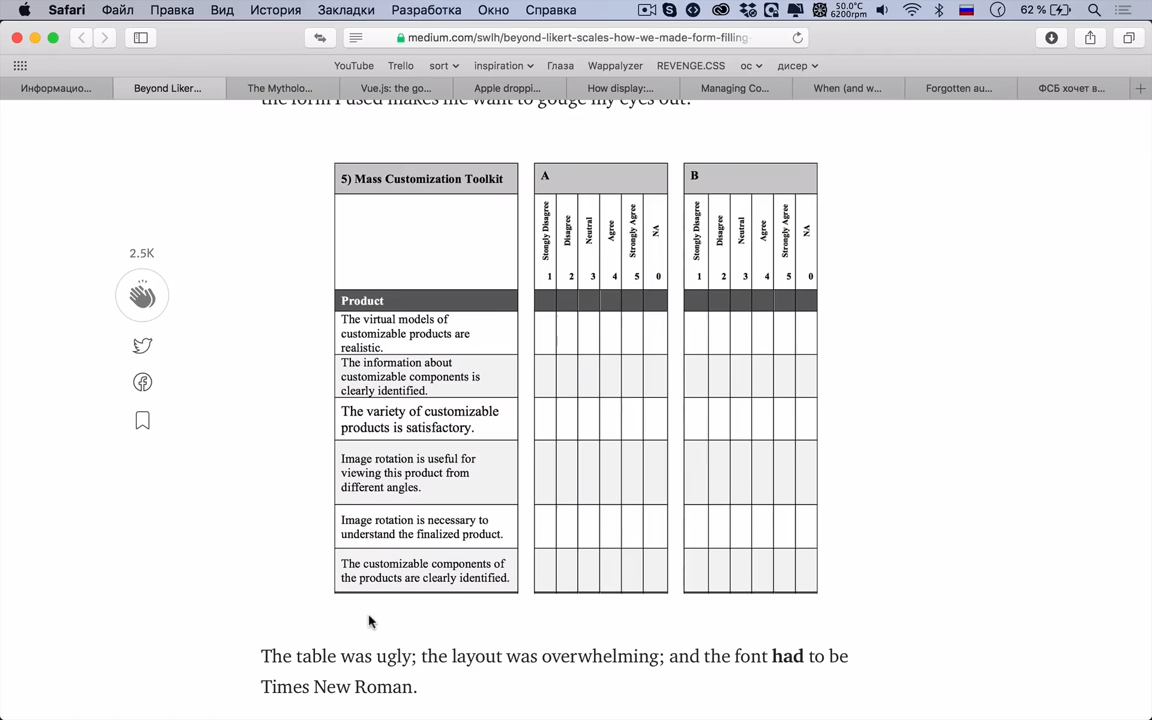 Safari Файл Правка Вид История Закладки Разработка Окно Справка 50.0°C 6200rpm 62 %
medium.com/swlh/beyond-likert-scales-how-we-made-form-filling-
YouTube Trello sort inspiration Глаза Wappalyzer REVENGE.CSS ос дисер
Информацио... Beyond Liker... The Mytholo... Vue.js: the go... Apple droppi... How display:... Managing Co... When (and w... Forgotten au... ФСБ хочет в...
the form I used makes me want to gouge my eyes out.
5) Mass Customization Toolkit A B
Stongly Disagree Disagree Neutral Agree Strongly Agree NA Stongly Disagree Disagree Neutral Agree Strongly Agree NA
1 2 3 4 5 0 1 2 3 4 5 0
Product
The virtual models of
customizable products are
realistic.
The information about
customizable components is
clearly identified.
The variety of customizable
products is satisfactory.
Image rotation is useful for
viewing this product from
different angles.
Image rotation is necessary to
understand the finalized product.
The customizable components of
the products are clearly identified.
2.5K
The table was ugly; the layout was overwhelming; and the font had to be
Times New Roman.